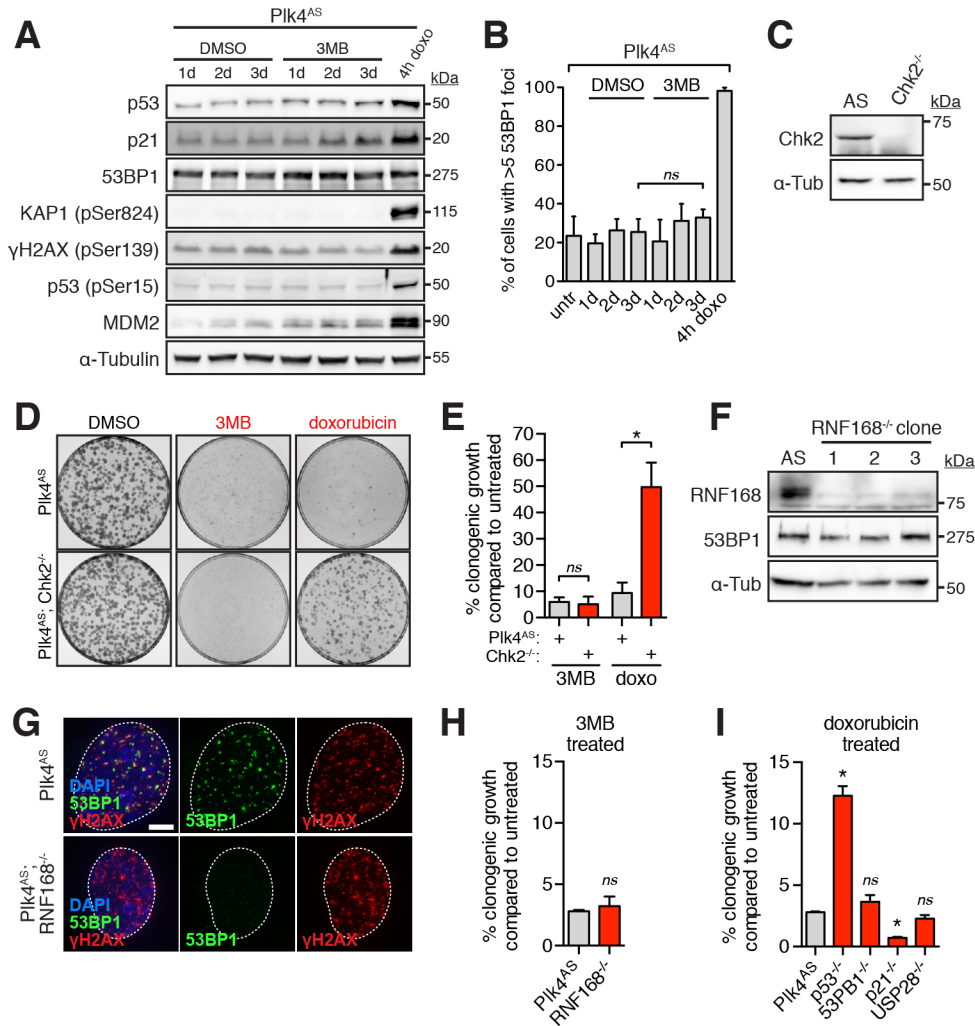 A
Plk4AS
DMSO
3MB
4h doxo
1d 2d 3d 1d 2d 3d
kDa
p53
50
p21
20
53BP1
275
KAP1 (pSer824)
115
γH2AX (pSer139)
20
p53 (pSer15)
50
MDM2
90
α-Tubulin
55
B
Plk4AS
DMSO 3MB
% of cells with >5 53BP1 foci
100
80
60
40
20
0
ns
untr 1d 2d 3d 1d 2d 3d 4h doxo
C
AS Chk2-/-
kDa
75
Chk2
α-Tub
50
D
DMSO
3MB
doxorubicin
Plk4AS
Plk4AS; Chk2-/-
E
% clonogenic growth
compared to untreated
70
60
50
40
30
20
10
0
ns
*
Plk4AS: + +
Chk2-/-: + +
3MB doxo
F
RNF168-/- clone
AS 1 2 3
kDa
RNF168
75
53BP1
275
α-Tub
50
G
Plk4AS
DAPI
53BP1
γH2AX
53BP1
γH2AX
Plk4AS;
RNF168-/-
DAPI
53BP1
γH2AX
53BP1
γH2AX
H
3MB
treated
% clonogenic growth
compared to untreated
15
10
5
0
ns
Plk4AS
RNF168-/-
I
doxorubicin
treated
% clonogenic growth
compared to untreated
15
10
5
0
*
ns
*
ns
Plk4AS
p53-/-
53PB1-/-
p21-/-
USP28-/-